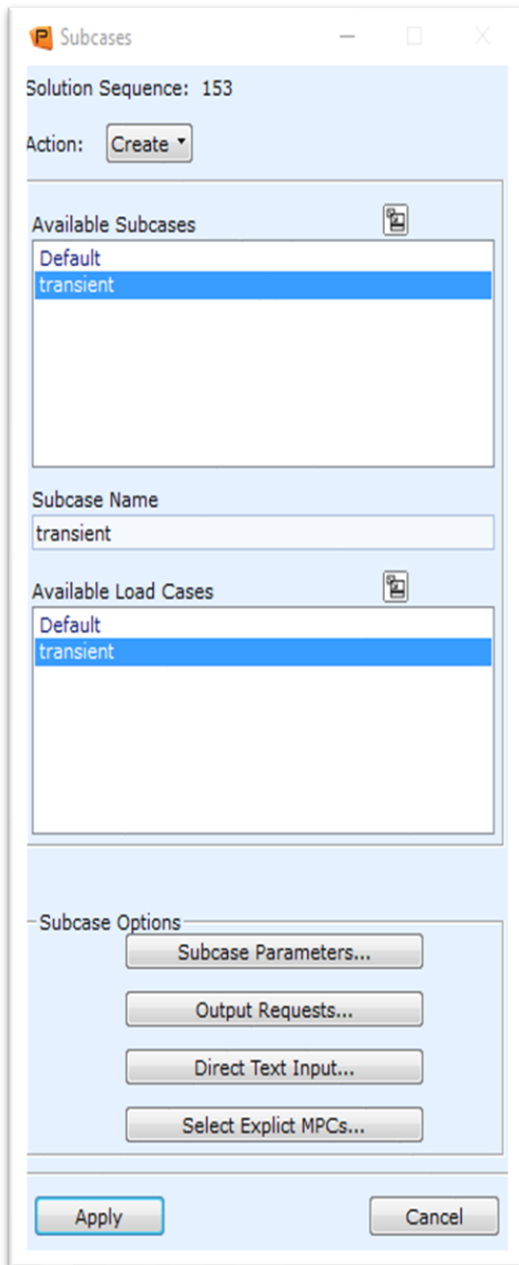 Subcases
Solution Sequence: 153
Action: Create
Available Subcases
Default
transient
Subcase Name
transient
Available Load Cases
Default
transient
Subcase Options
Subcase Parameters...
Output Requests...
Direct Text Input...
Select Explict MPCs...
Apply Cancel